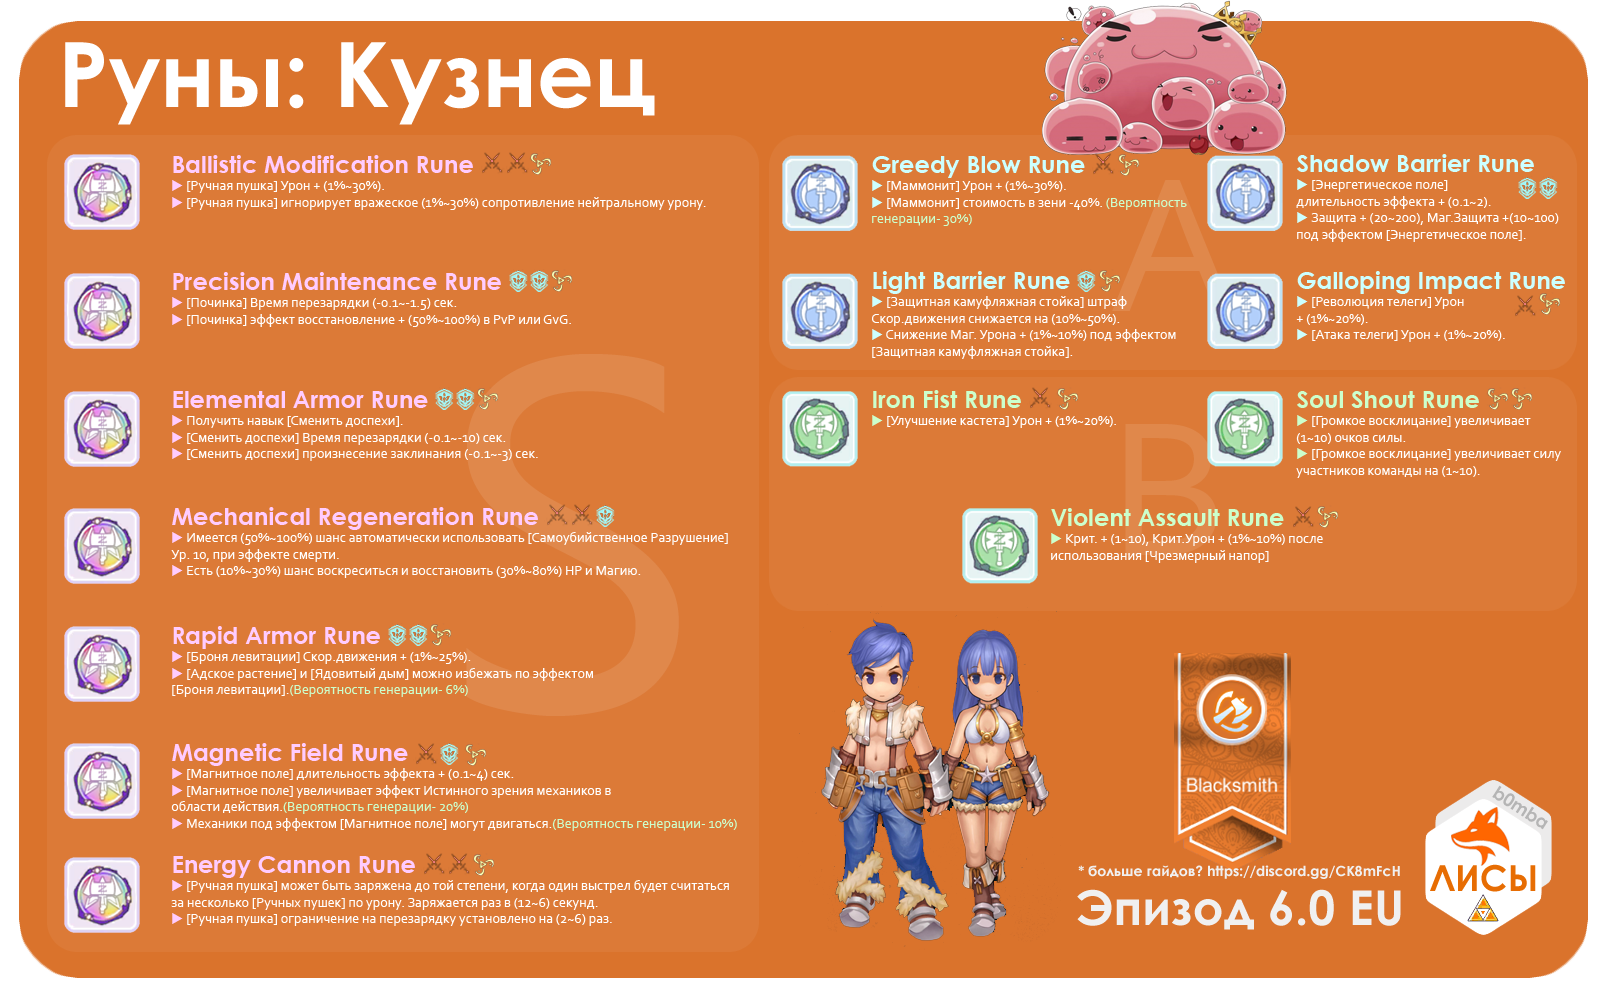 Руны: Кузнец
S
Ballistic Modification Rune
▶ [Ручная пушка] Урон + (1%~30%).
▶ [Ручная пушка] игнорирует вражеское (1%~30%) сопротивление нейтральному урону.
Precision Maintenance Rune
▶ [Починка] Время перезарядки (-0.1~-1.5) сек.
▶ [Починка] эффект восстановление + (50%~100%) в PvP или GvG.
Elemental Armor Rune
▶ Получить навык [Сменить доспехи].
▶ [Сменить доспехи] Время перезарядки (-0.1~-10) сек.
▶ [Сменить доспехи] произнесение заклинания (-0.1~-3) сек.
Mechanical Regeneration Rune
▶ Имеется (50%~100%) шанс автоматически использовать [Самоубийственное Разрушение]
Ур. 10, при эффекте смерти.
▶ Есть (10%~30%) шанс воскреситься и восстановить (30%~80%) HP и Магию.
Rapid Armor Rune
▶ [Броня левитации] Скор.движения + (1%~25%).
▶ [Адское растение] и [Ядовитый дым] можно избежать по эффектом
[Броня левитации].(Вероятность генерации- 6%)
Magnetic Field Rune
▶ [Магнитное поле] длительность эффекта + (0.1~4) сек.
▶ [Магнитное поле] увеличивает эффект Истинного зрения механиков в
области действия.(Вероятность генерации- 20%)
▶ Механики под эффектом [Магнитное поле] могут двигаться.(Вероятность генерации- 10%)
Energy Cannon Rune
▶ [Ручная пушка] может быть заряжена до той степени, когда один выстрел будет считаться
за несколько [Ручных пушек] по урону. Заряжается раз в (12~6) секунд.
▶ [Ручная пушка] ограничение на перезарядку установлено на (2~6) раз.
A
Greedy Blow Rune
▶ [Маммонит] Урон + (1%~30%).
▶ [Маммонит] стоимость в зени -40%. (Вероятность
генерации- 30%)
Shadow Barrier Rune
▶ [Энергетическое поле]
длительность эффекта + (0.1~2).
▶ Защита + (20~200), Маг.Защита +(10~100)
под эффектом [Энергетическое поле].
Light Barrier Rune
▶ [Защитная камуфляжная стойка] штраф
Скор.движения снижается на (10%~50%).
▶ Снижение Маг. Урона + (1%~10%) под эффектом
[Защитная камуфляжная стойка].
Galloping Impact Rune
▶ [Революция телеги] Урон
+ (1%~20%).
▶ [Атака телеги] Урон + (1%~20%).
B
Iron Fist Rune
▶ [Улучшение кастета] Урон + (1%~20%).
Soul Shout Rune
▶ [Громкое восклицание] увеличивает
(1~10) очков силы.
▶ [Громкое восклицание] увеличивает силу
участников команды на (1~10).
Violent Assault Rune
▶ Крит. + (1~10), Крит.Урон + (1%~10%) после
использования [Чрезмерный напор]
Blacksmith
* больше гайдов? https://discord.gg/CK8mFcH
Эпизод 6.0 EU
b0mba
ЛИСЫ